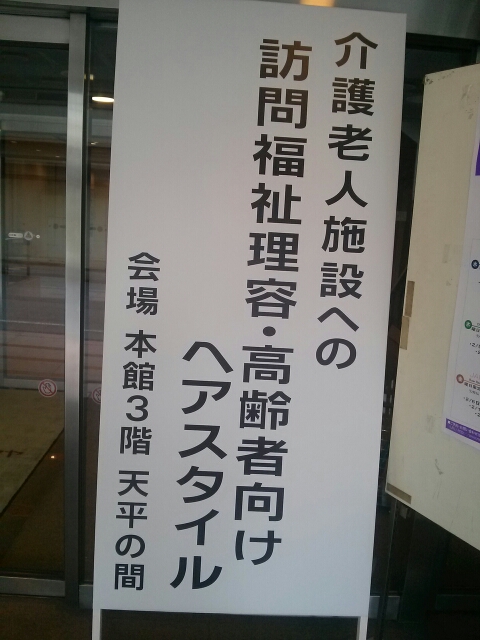 介護老人施設への
訪問福祉理容・高齢者向け
ヘアスタイル
会場 本館3階 天平の間